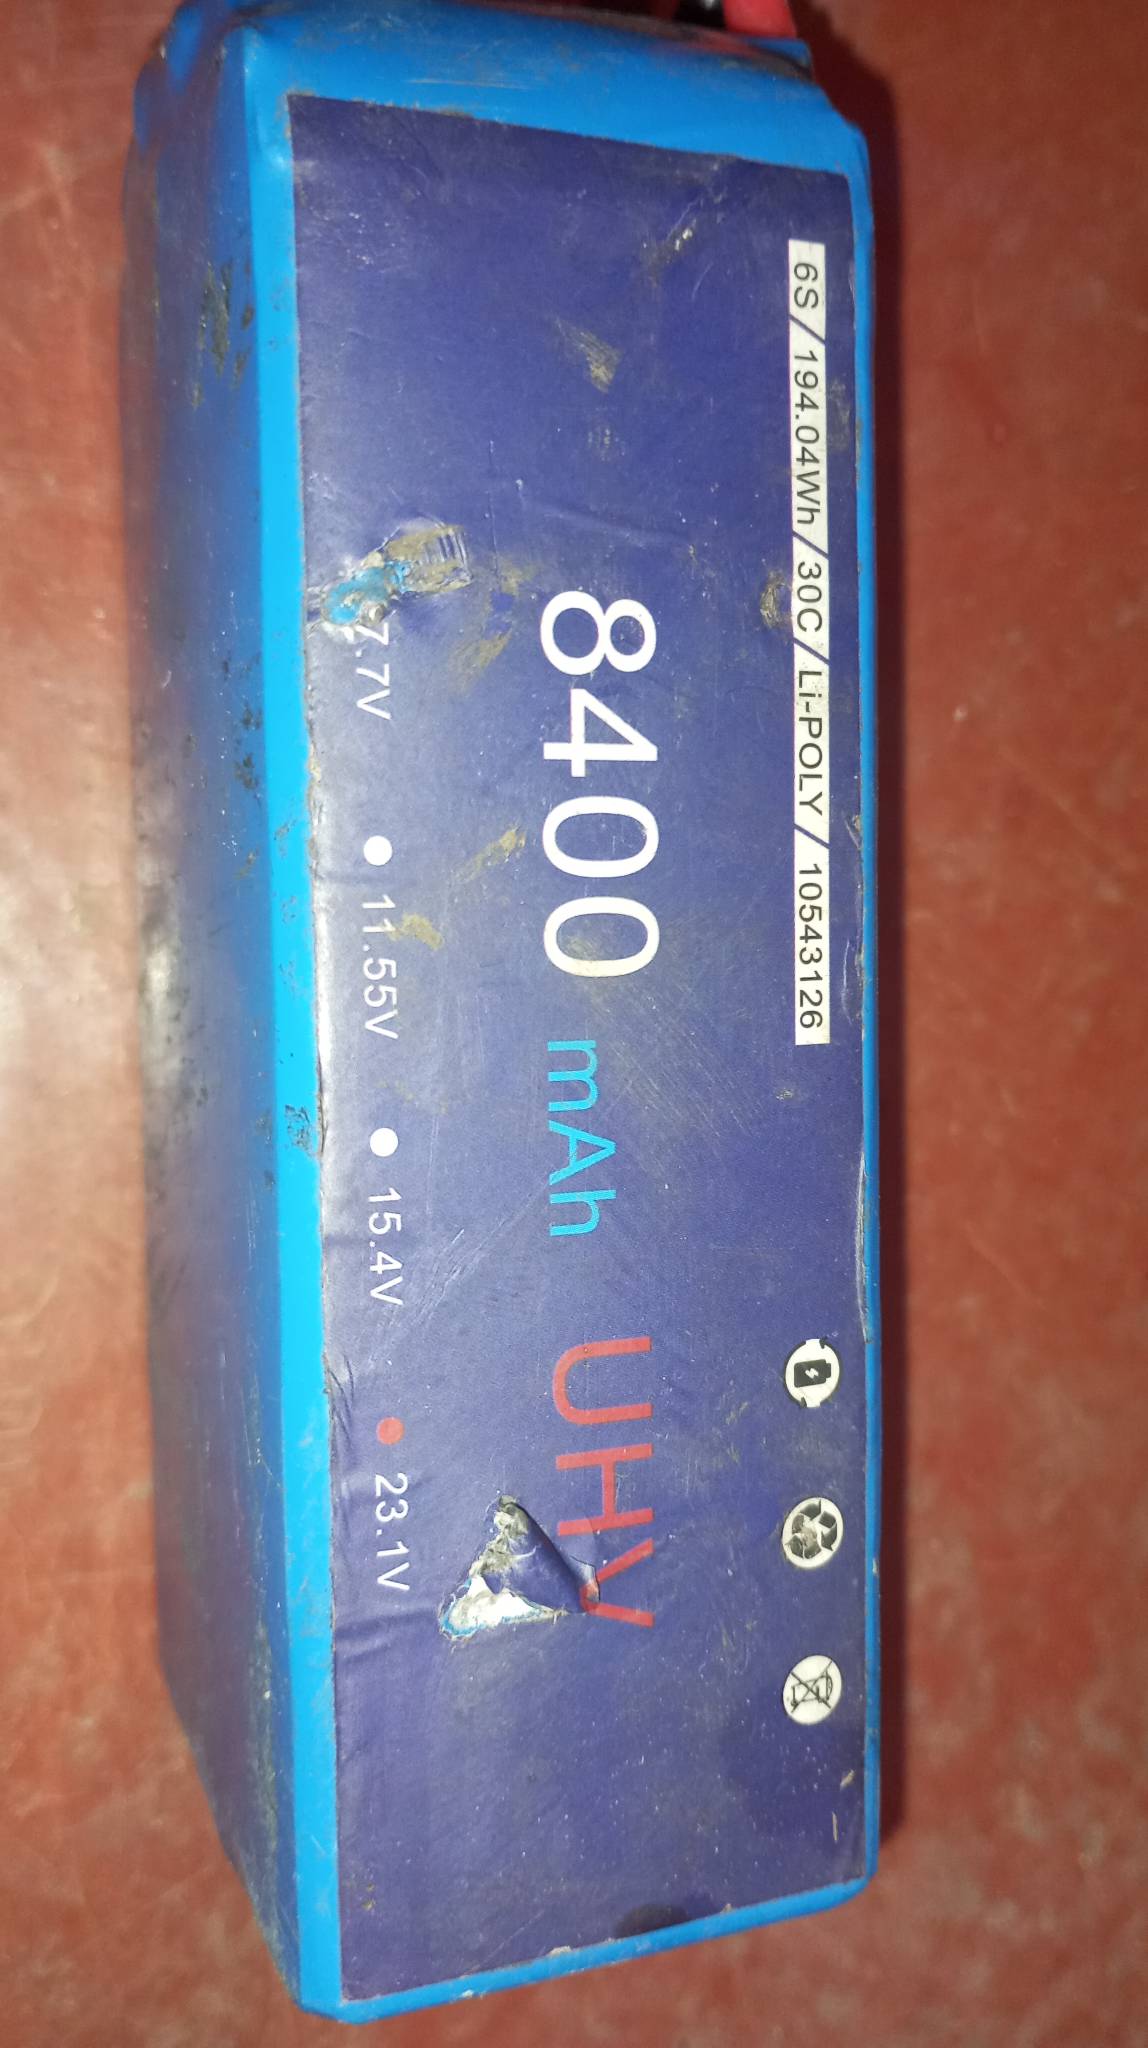 6S/194.04Wh/30C/Li-POLY/10543126
8400 mAh UHV
7.7V ● 11.55V ● 15.4V ● 23.1V